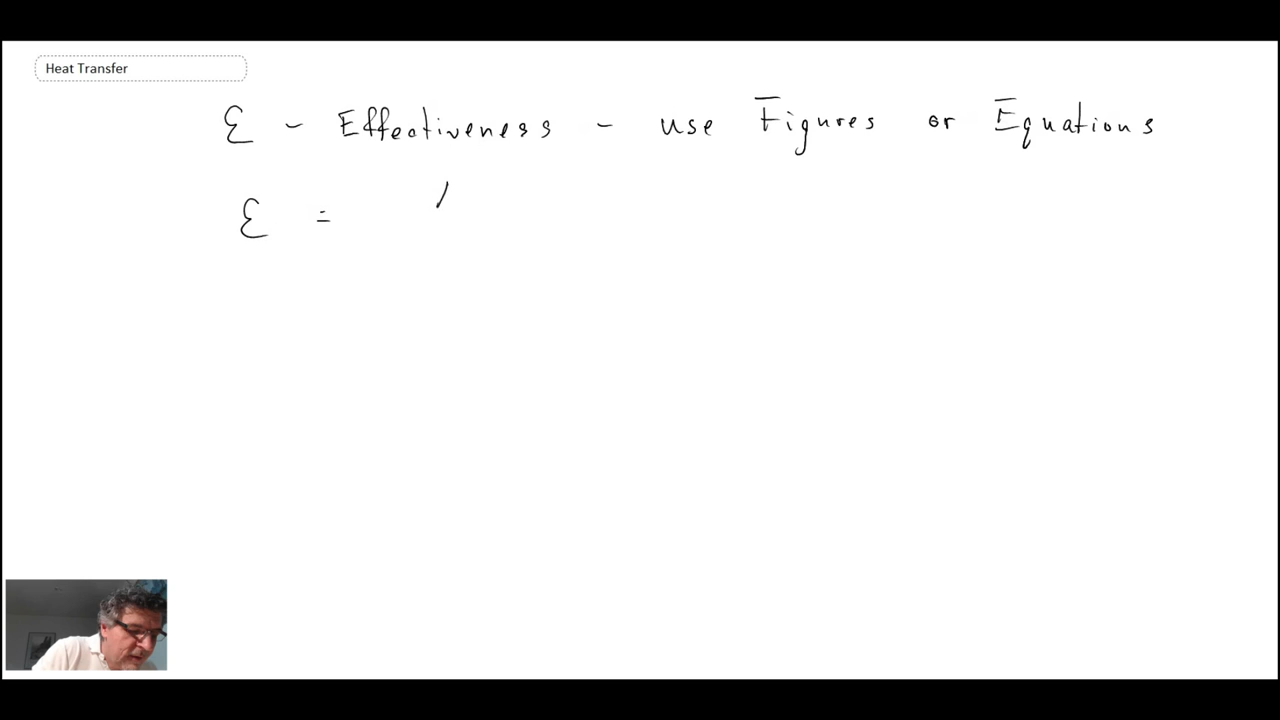 Heat Transfer
ε - Effectiveness - use Figures or Equations
ε =